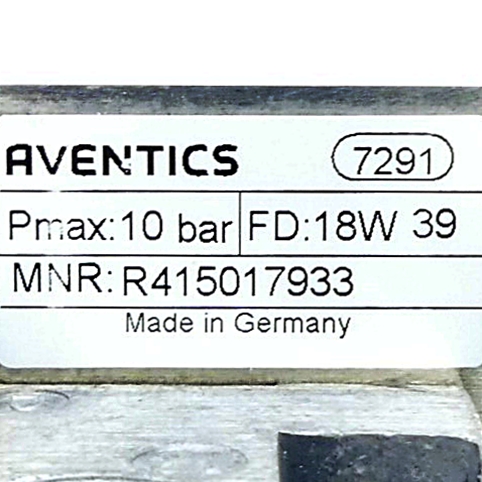 AVENTICS 7291
Pmax: 10 bar FD: 18W 39
MNR: R415017933
Made in Germany